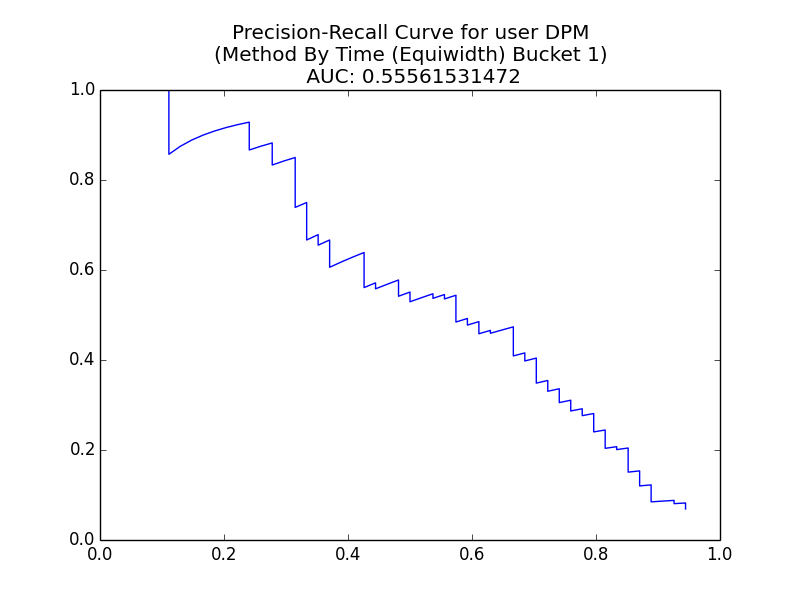 Precision-Recall Curve for user DPM
(Method By Time (Equiwidth) Bucket 1)
AUC: 0.55561531472
1.0
0.8
0.6
0.4
0.2
0.0
0.0 0.2 0.4 0.6 0.8 1.0